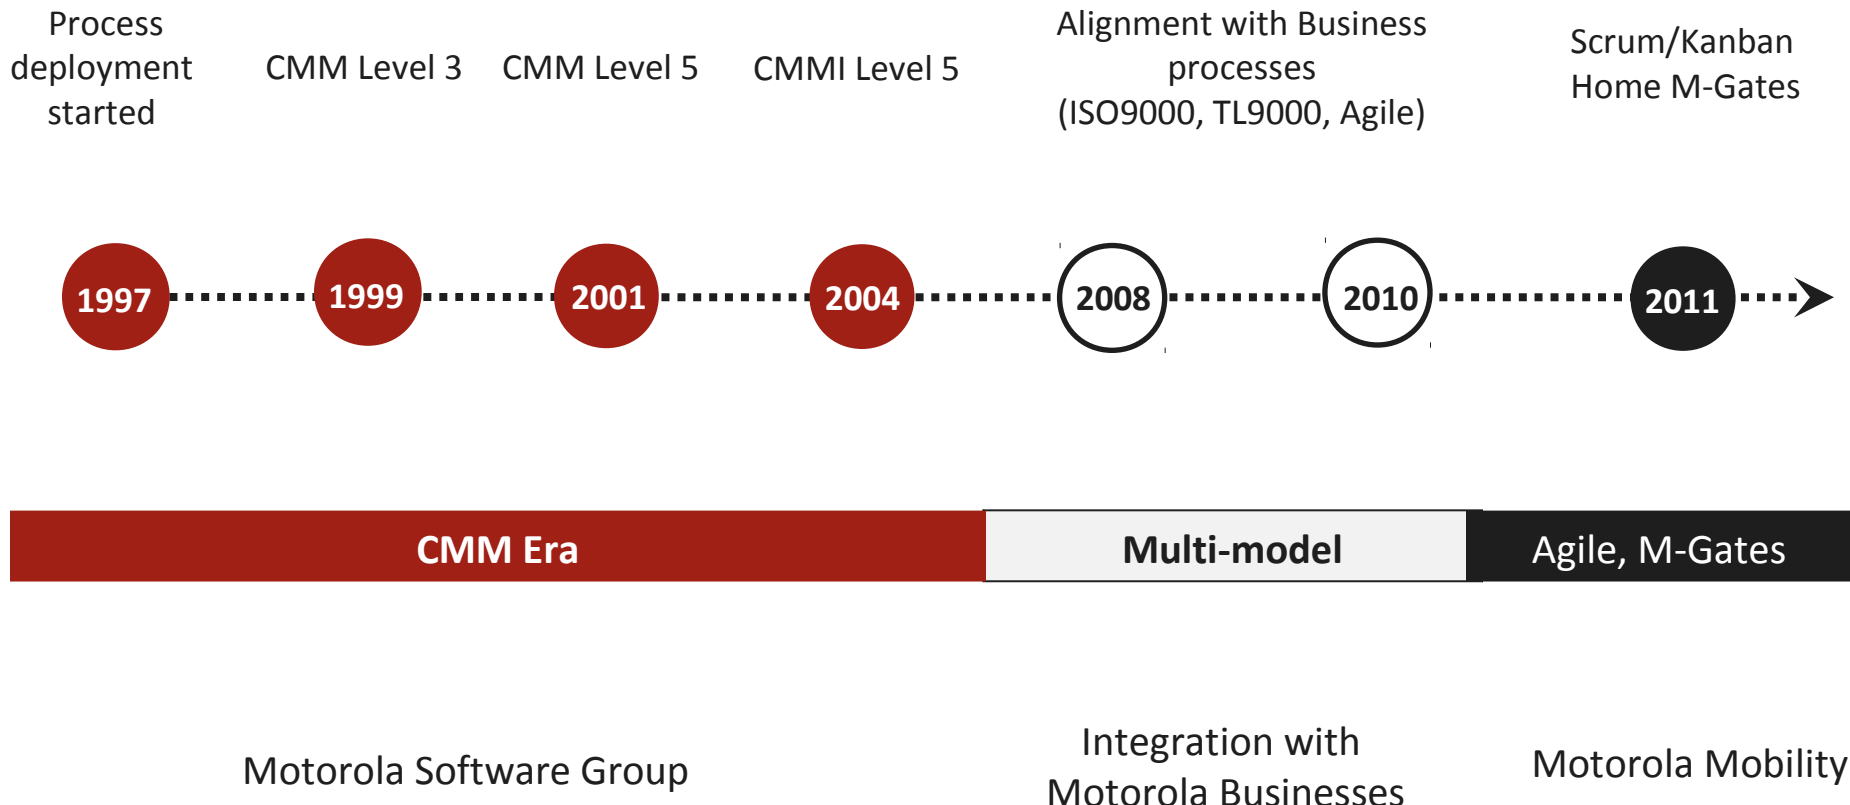 Process
deployment
started
CMM Level 3
CMM Level 5
CMMI Level 5
Alignment with Business
processes
(ISO9000, TL9000, Agile)
Scrum/Kanban
Home M-Gates
1997
1999
2001
2004
2008
2010
2011
CMM Era
Multi-model
Agile, M-Gates
Motorola Software Group
Integration with
Motorola Businesses
Motorola Mobility